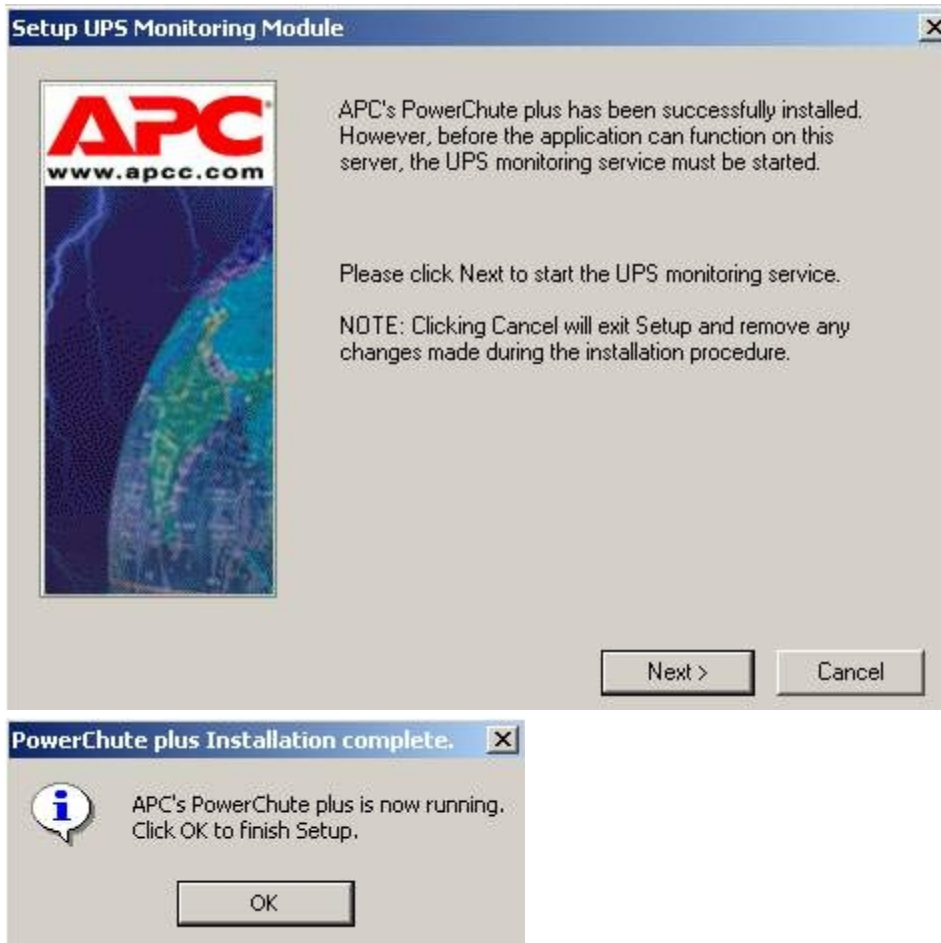 Setup UPS Monitoring Module
APC
www.apcc.com
APC's PowerChute plus has been successfully installed.
However, before the application can function on this
server, the UPS monitoring service must be started.
Please click Next to start the UPS monitoring service.
NOTE: Clicking Cancel will exit Setup and remove any
changes made during the installation procedure.
Next >
Cancel
PowerChute plus Installation complete.
APC's PowerChute plus is now running.
Click OK to finish Setup.
OK